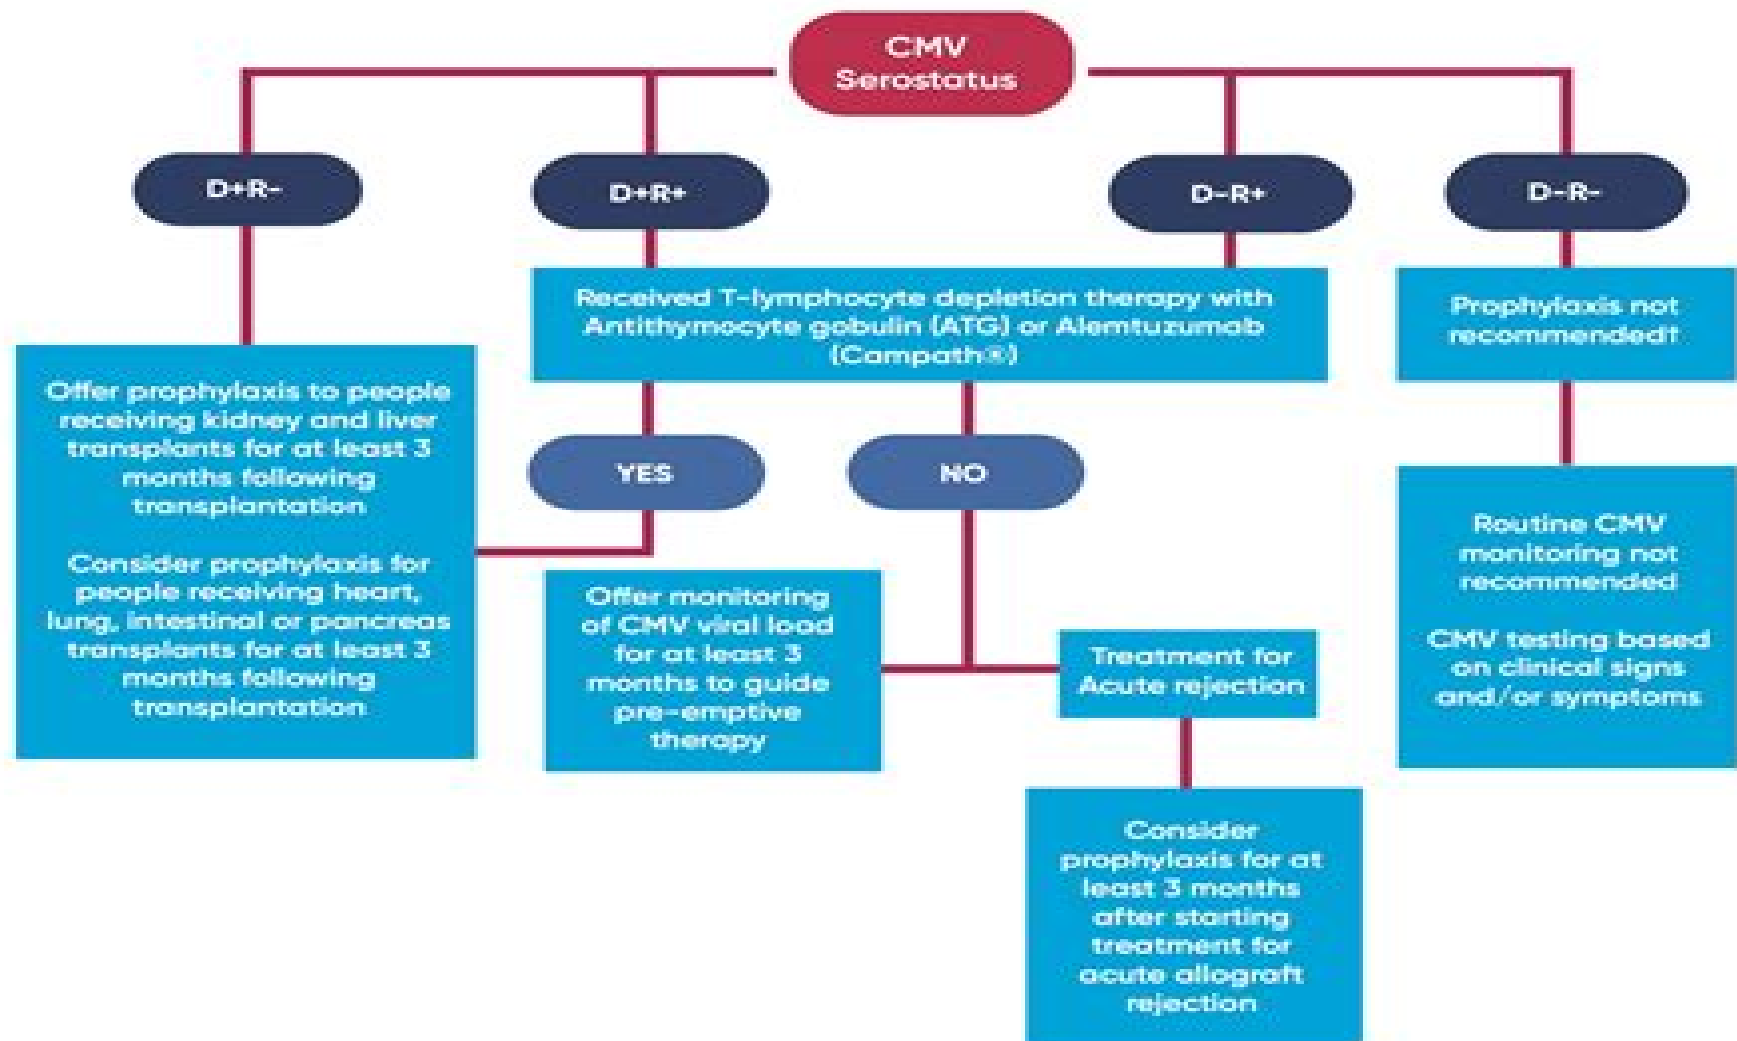 CMV
Serostatus
D+R-
D+R+
D-R+
D-R-
Received T-lymphocyte depletion therapy with
Antithymocyte gobulin (ATG) or Alemtuzumab
(Campath®)
Prophylaxis not
recommended†
Offer prophylaxis to people
receiving kidney and liver
transplants for at least 3
months following
transplantation
Consider prophylaxis for
people receiving heart,
lung, intestinal or pancreas
transplants for at least 3
months following
transplantation
YES
NO
Offer monitoring
of CMV viral load
for at least 3
months to guide
pre-emptive
therapy
Treatment for
Acute rejection
Routine CMV
monitoring not
recommended
CMV testing based
on clinical signs
and/or symptoms
Consider
prophylaxis for at
least 3 months
after starting
treatment for
acute allograft
rejection